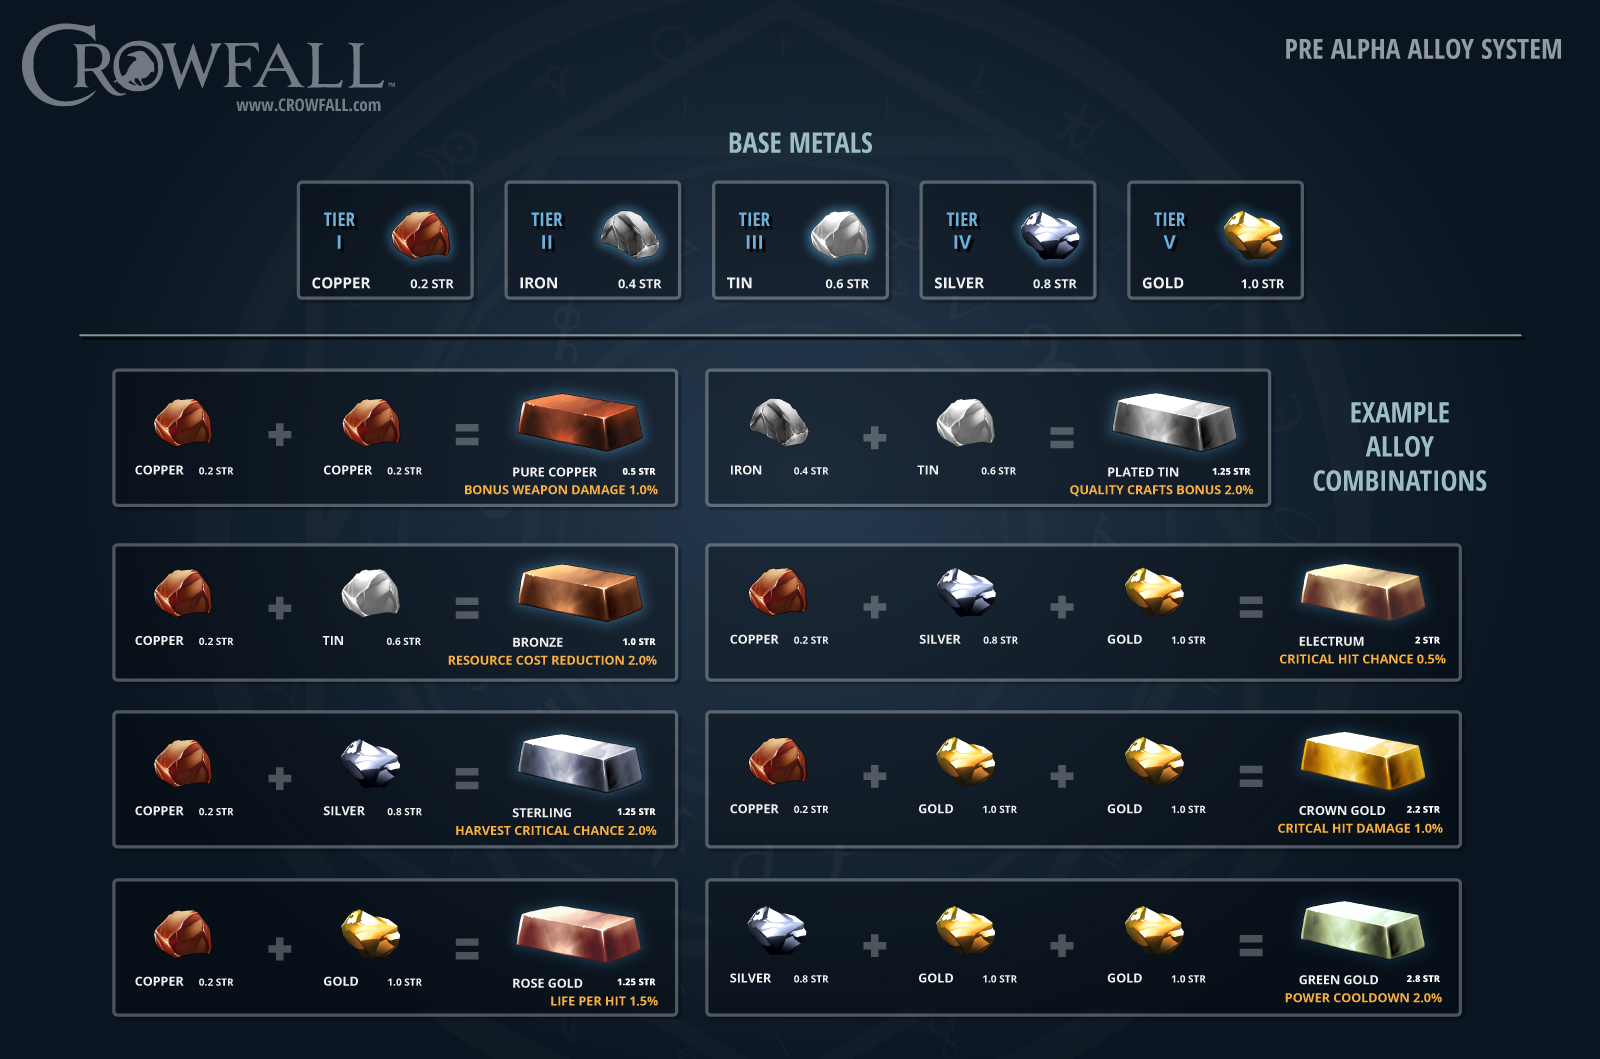 CROWFALL™
www.CROWFALL.com
PRE ALPHA ALLOY SYSTEM
BASE METALS
TIER
I
COPPER 0.2 STR
TIER
II
IRON 0.4 STR
TIER
III
TIN 0.6 STR
TIER
IV
SILVER 0.8 STR
TIER
V
GOLD 1.0 STR
EXAMPLE
ALLOY
COMBINATIONS
COPPER 0.2 STR + COPPER 0.2 STR = PURE COPPER 0.5 STR
BONUS WEAPON DAMAGE 1.0%
IRON 0.4 STR + TIN 0.6 STR = PLATED TIN 1.25 STR
QUALITY CRAFTS BONUS 2.0%
COPPER 0.2 STR + TIN 0.6 STR = BRONZE 1.0 STR
RESOURCE COST REDUCTION 2.0%
COPPER 0.2 STR + SILVER 0.8 STR + GOLD 1.0 STR = ELECTRUM 2 STR
CRITICAL HIT CHANCE 0.5%
COPPER 0.2 STR + SILVER 0.8 STR = STERLING 1.25 STR
HARVEST CRITICAL CHANCE 2.0%
COPPER 0.2 STR + GOLD 1.0 STR + GOLD 1.0 STR = CROWN GOLD 2.2 STR
CRITCAL HIT DAMAGE 1.0%
COPPER 0.2 STR + GOLD 1.0 STR = ROSE GOLD 1.25 STR
LIFE PER HIT 1.5%
SILVER 0.8 STR + GOLD 1.0 STR + GOLD 1.0 STR = GREEN GOLD 2.8 STR
POWER COOLDOWN 2.0%